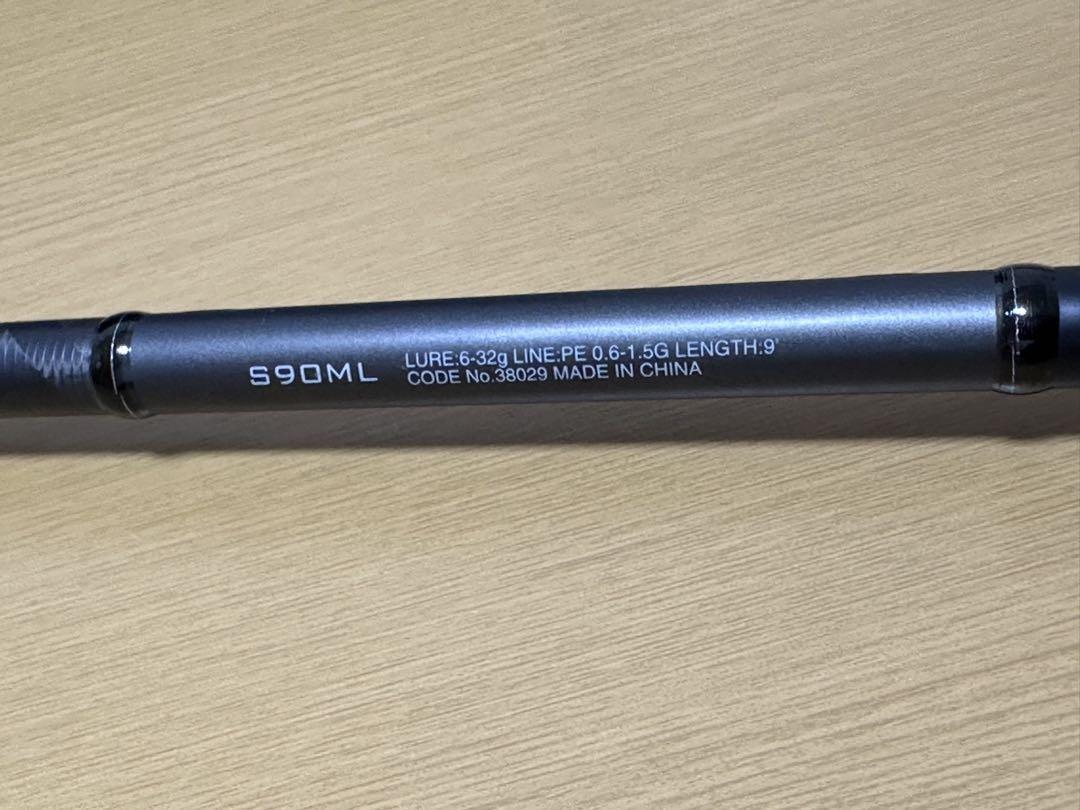 S90ML
LURE:6-32g LINE:PE 0.6-1.5G LENGTH:9'
CODE No.38029 MADE IN CHINA